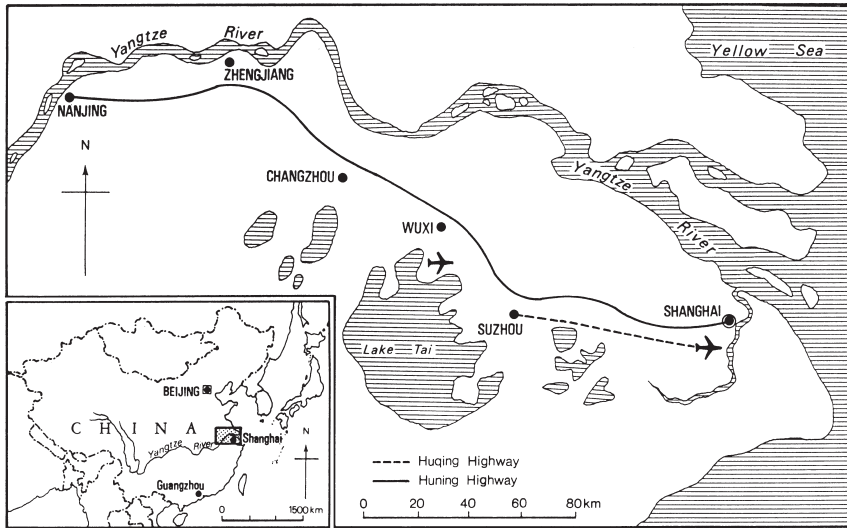 Yangtze River
Yellow Sea
ZHENGJIANG
NANJING
N
CHANGZHOU
Yangtze
River
WUXI
SHANGHAI
SUZHOU
Lake Tai
BEIJING
CHINA
Shanghai
N
Yangtze River
Guangzhou
0 1500 km
Huqing Highway
Huning Highway
0 20 40 60 80 km